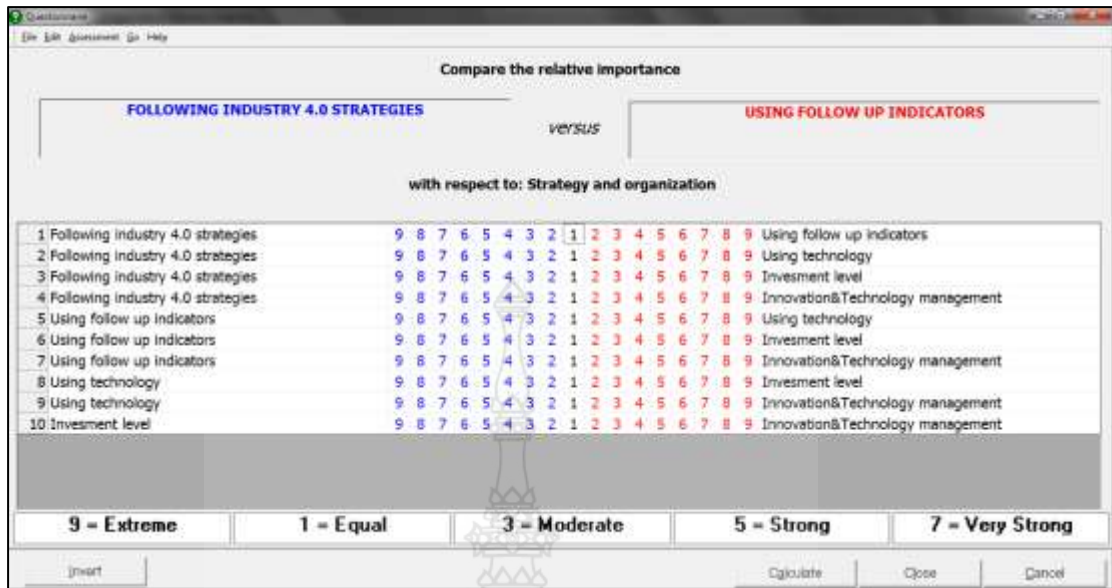 Questionnaire
File Edit Assessment Go Help
Compare the relative importance
FOLLOWING INDUSTRY 4.0 STRATEGIES
versus
USING FOLLOW UP INDICATORS
with respect to: Strategy and organization
1 Following industry 4.0 strategies 9 8 7 6 5 4 3 2 1 2 3 4 5 6 7 8 9 Using follow up indicators
2 Following industry 4.0 strategies 9 8 7 6 5 4 3 2 1 2 3 4 5 6 7 8 9 Using technology
3 Following industry 4.0 strategies 9 8 7 6 5 4 3 2 1 2 3 4 5 6 7 8 9 Invesment level
4 Following industry 4.0 strategies 9 8 7 6 5 4 3 2 1 2 3 4 5 6 7 8 9 Innovation&Technology management
5 Using follow up indicators 9 8 7 6 5 4 3 2 1 2 3 4 5 6 7 8 9 Using technology
6 Using follow up indicators 9 8 7 6 5 4 3 2 1 2 3 4 5 6 7 8 9 Invesment level
7 Using follow up indicators 9 8 7 6 5 4 3 2 1 2 3 4 5 6 7 8 9 Innovation&Technology management
8 Using technology 9 8 7 6 5 4 3 2 1 2 3 4 5 6 7 8 9 Invesment level
9 Using technology 9 8 7 6 5 4 3 2 1 2 3 4 5 6 7 8 9 Innovation&Technology management
10 Invesment level 9 8 7 6 5 4 3 2 1 2 3 4 5 6 7 8 9 Innovation&Technology management
9 = Extreme 1 = Equal 3 = Moderate 5 = Strong 7 = Very Strong
Invert Calculate Close Cancel